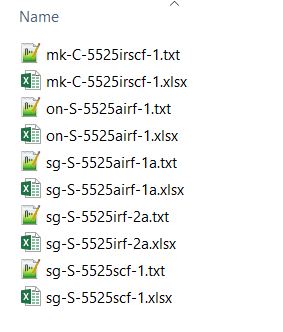 Name
mk-C-5525irscf-1.txt
mk-C-5525irscf-1.xlsx
on-S-5525airf-1.txt
on-S-5525airf-1.xlsx
sg-S-5525airf-1a.txt
sg-S-5525airf-1a.xlsx
sg-S-5525irf-2a.txt
sg-S-5525irf-2a.xlsx
sg-S-5525scf-1.txt
sg-S-5525scf-1.xlsx